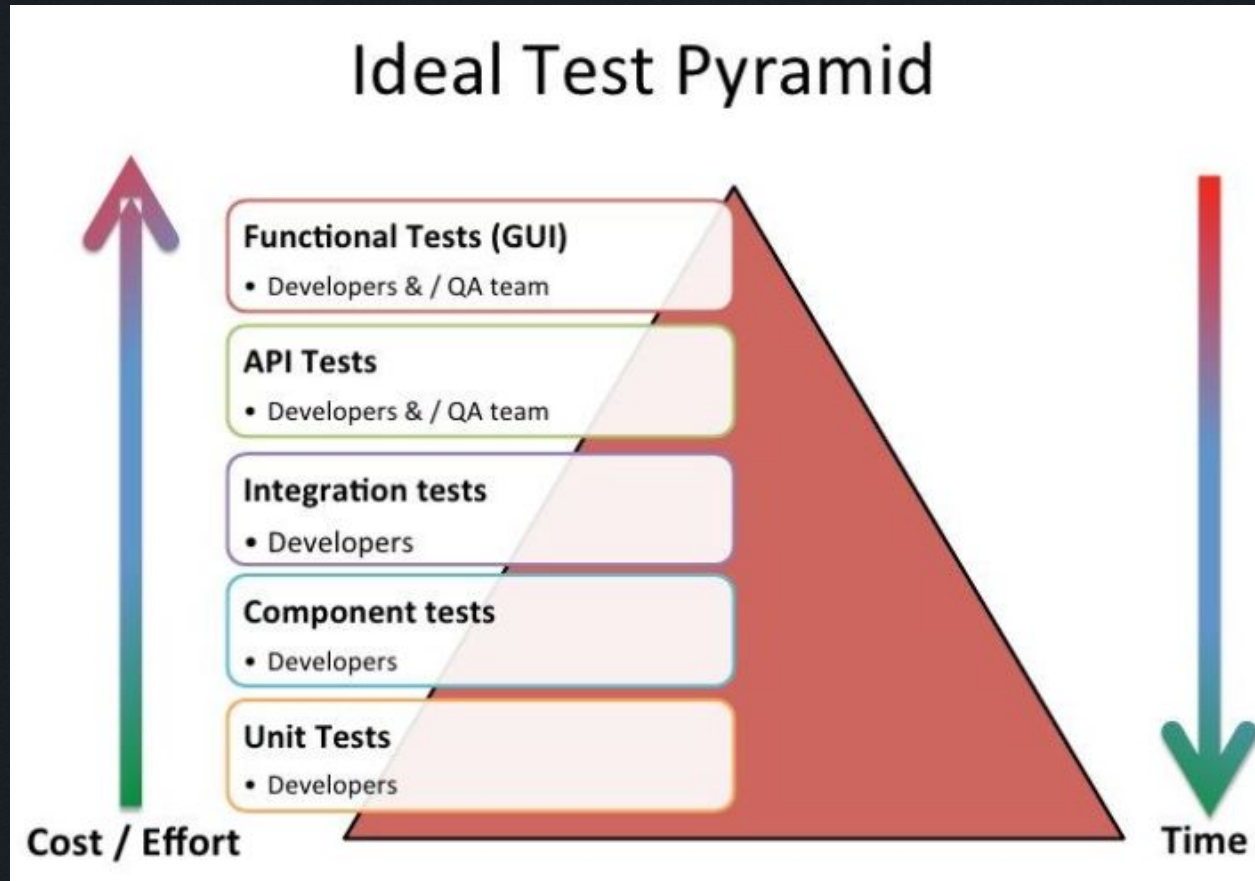 Ideal Test Pyramid
Functional Tests (GUI)
• Developers & / QA team
API Tests
• Developers & / QA team
Integration tests
• Developers
Component tests
• Developers
Unit Tests
• Developers
Cost / Effort
Time